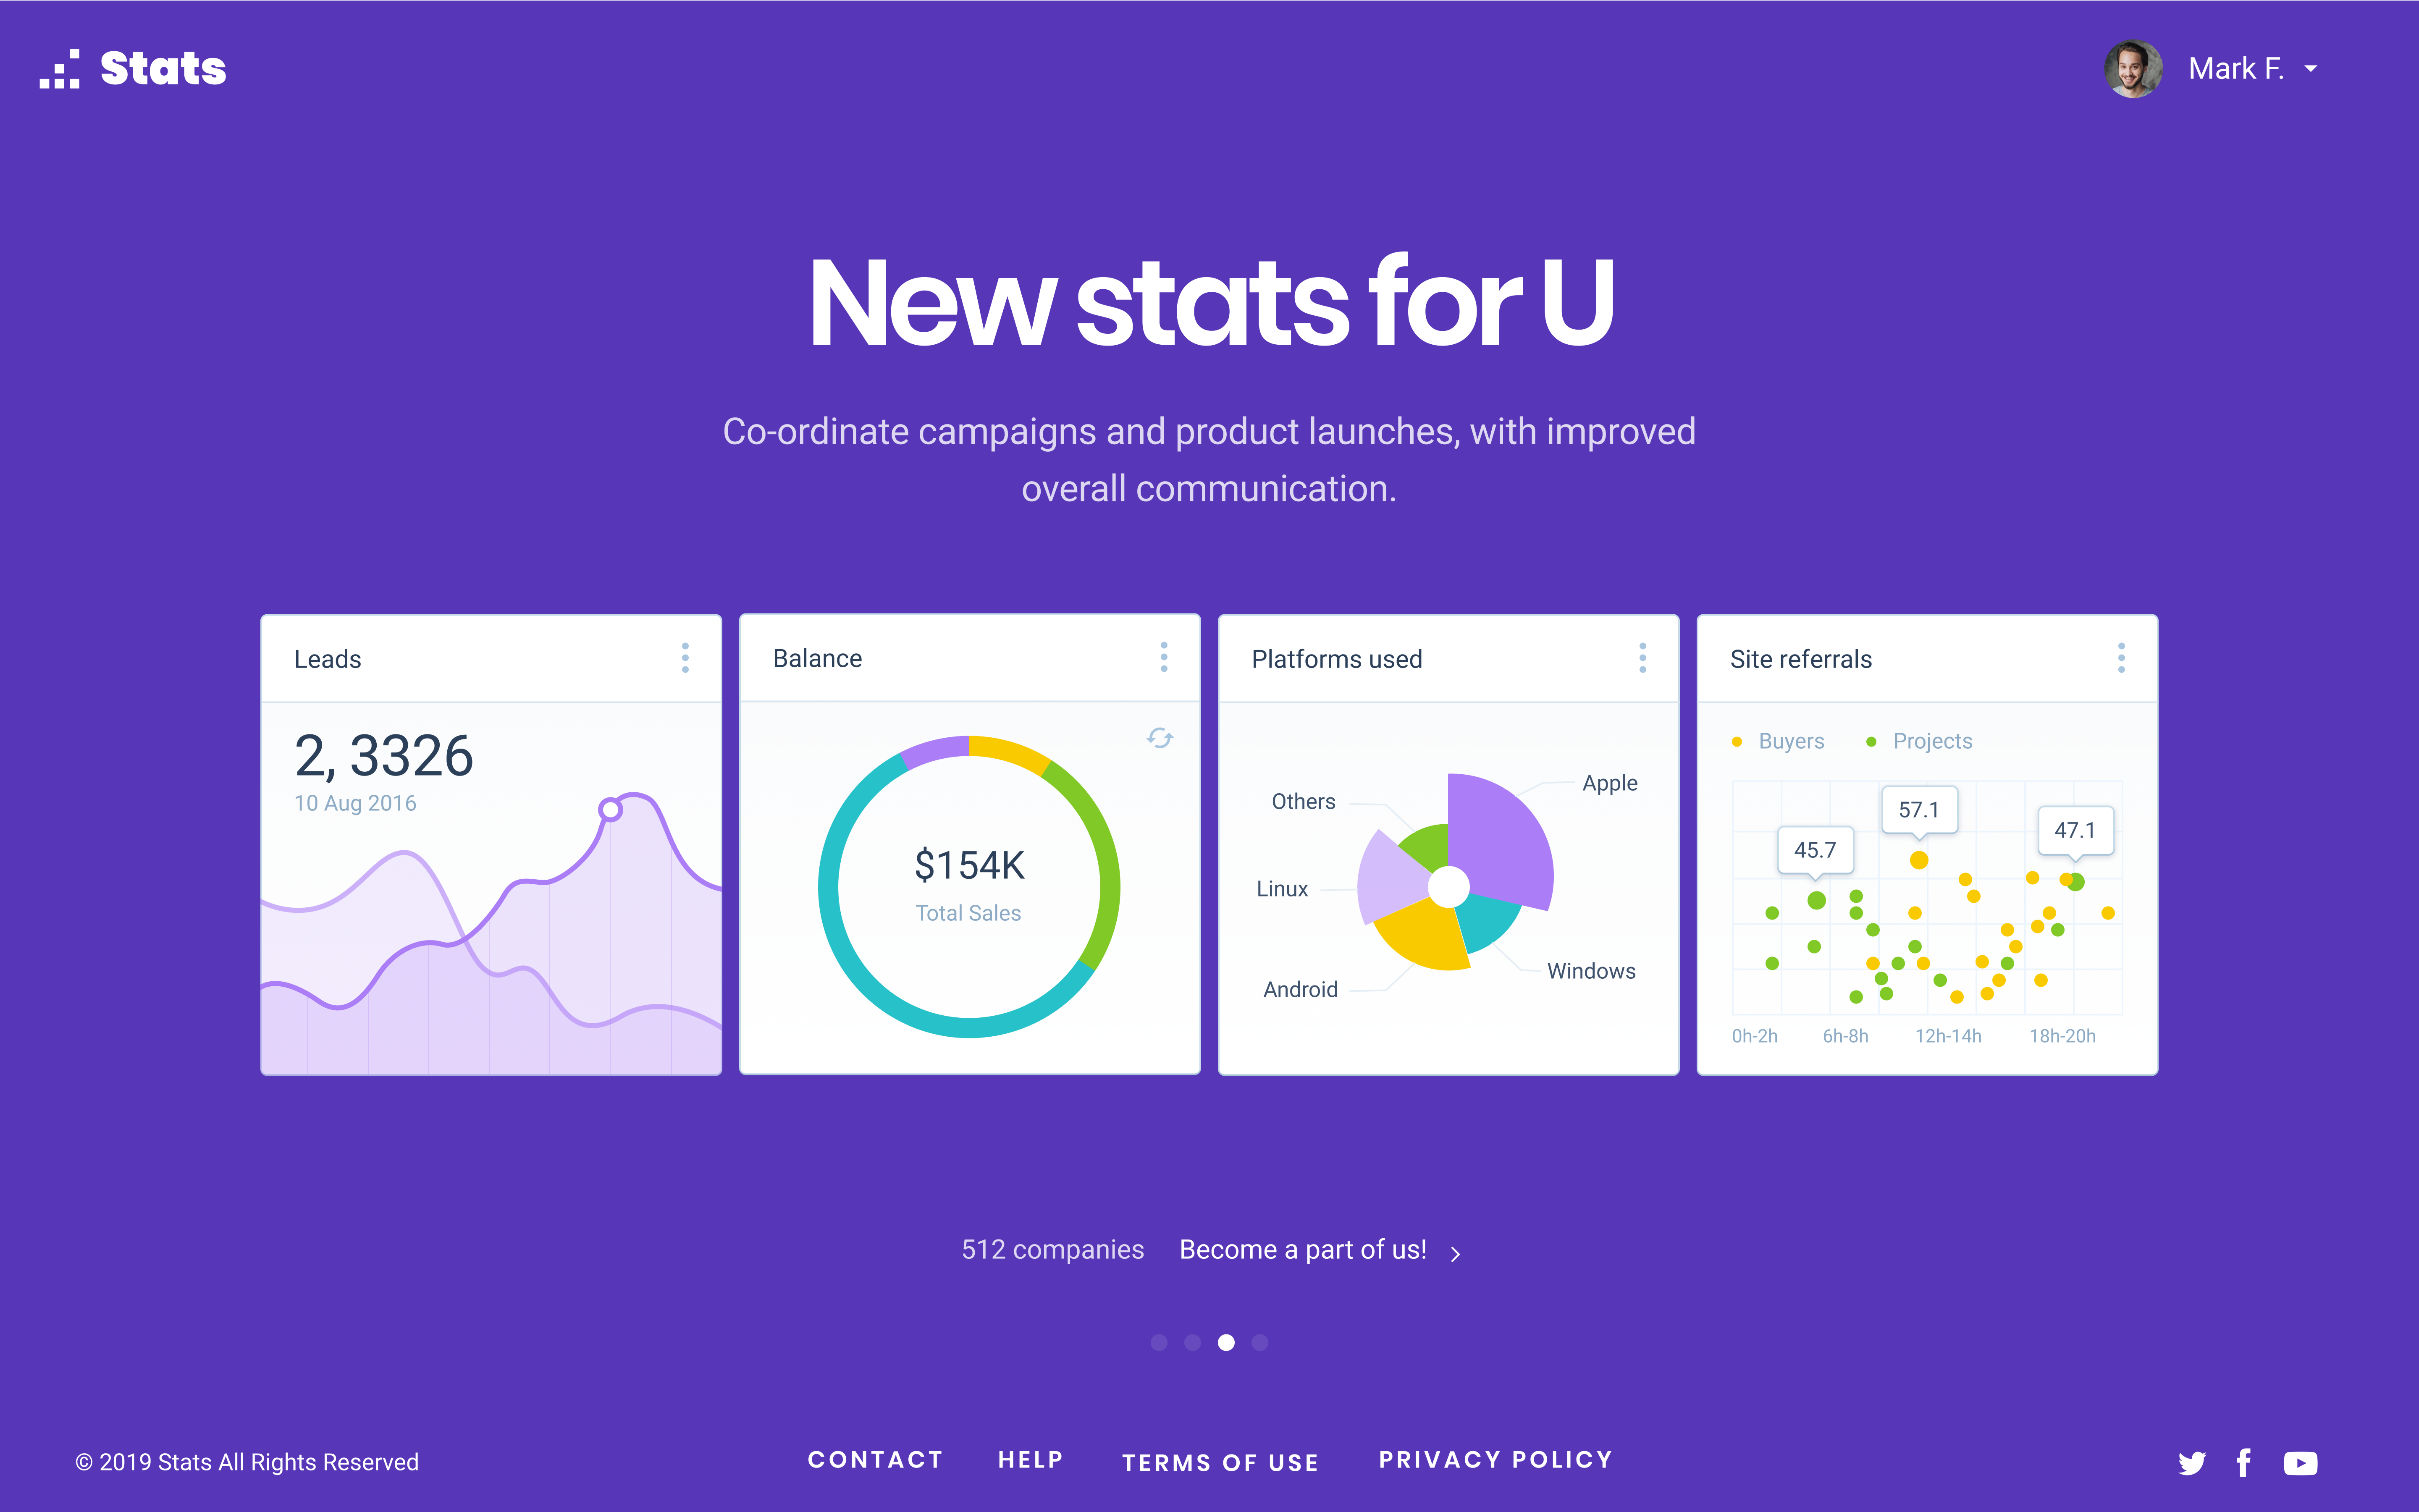 Stats
Mark F.
New stats for U
Co-ordinate campaigns and product launches, with improved
overall communication.
Leads
2, 3326
10 Aug 2016
Balance
$154K
Total Sales
Platforms used
Apple
Others
Linux
Windows
Android
Site referrals
Buyers Projects
57.1
47.1
45.7
0h-2h 6h-8h 12h-14h 18h-20h
512 companies Become a part of us!
© 2019 Stats All Rights Reserved
CONTACT HELP TERMS OF USE PRIVACY POLICY